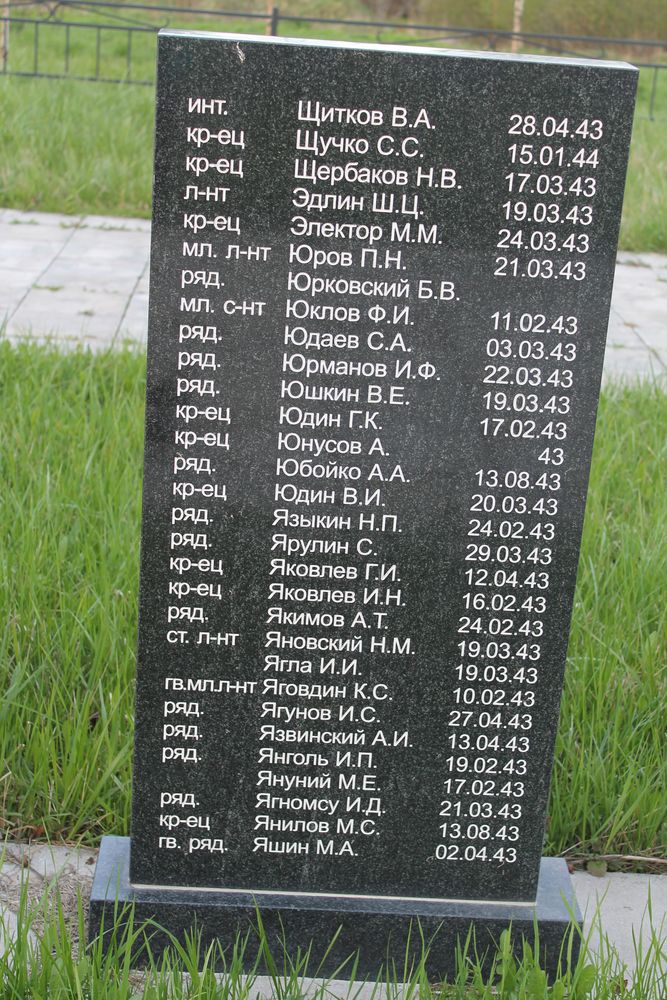 инт. Щитков В.А. 28.04.43
кр-ец Щучко С.С. 15.01.44
кр-ец Щербаков Н.В. 17.03.43
л-нт Эдлин Ш.Ц. 19.03.43
кр-ец Электор М.М. 24.03.43
мл. л-нт Юров П.Н. 21.03.43
ряд. Юрковский Б.В.
мл. с-нт Юклов Ф.И. 11.02.43
ряд. Юдаев С.А. 03.03.43
ряд. Юрманов И.Ф. 22.03.43
ряд. Юшкин В.Е. 19.03.43
кр-ец Юдин Г.К. 17.02.43
кр-ец Юнусов А. 43
ряд. Юбойко А.А. 13.08.43
кр-ец Юдин В.И. 20.03.43
ряд. Языкин Н.П. 24.02.43
ряд. Ярулин С. 29.03.43
кр-ец Яковлев Г.И. 12.04.43
кр-ец Яковлев И.Н. 16.02.43
ряд. Якимов А.Т. 24.02.43
ст. л-нт Яновский Н.М. 19.03.43
Ягла И.И. 19.03.43
гв.мл.л-нт Яговдин К.С. 10.02.43
ряд. Ягунов И.С. 27.04.43
ряд. Язвинский А.И. 13.04.43
ряд. Янголь И.П. 19.02.43
Януний М.Е. 17.02.43
ряд. Ягномсу И.Д. 21.03.43
кр-ец Янилов М.С. 13.08.43
гв. ряд. Яшин М.А. 02.04.43